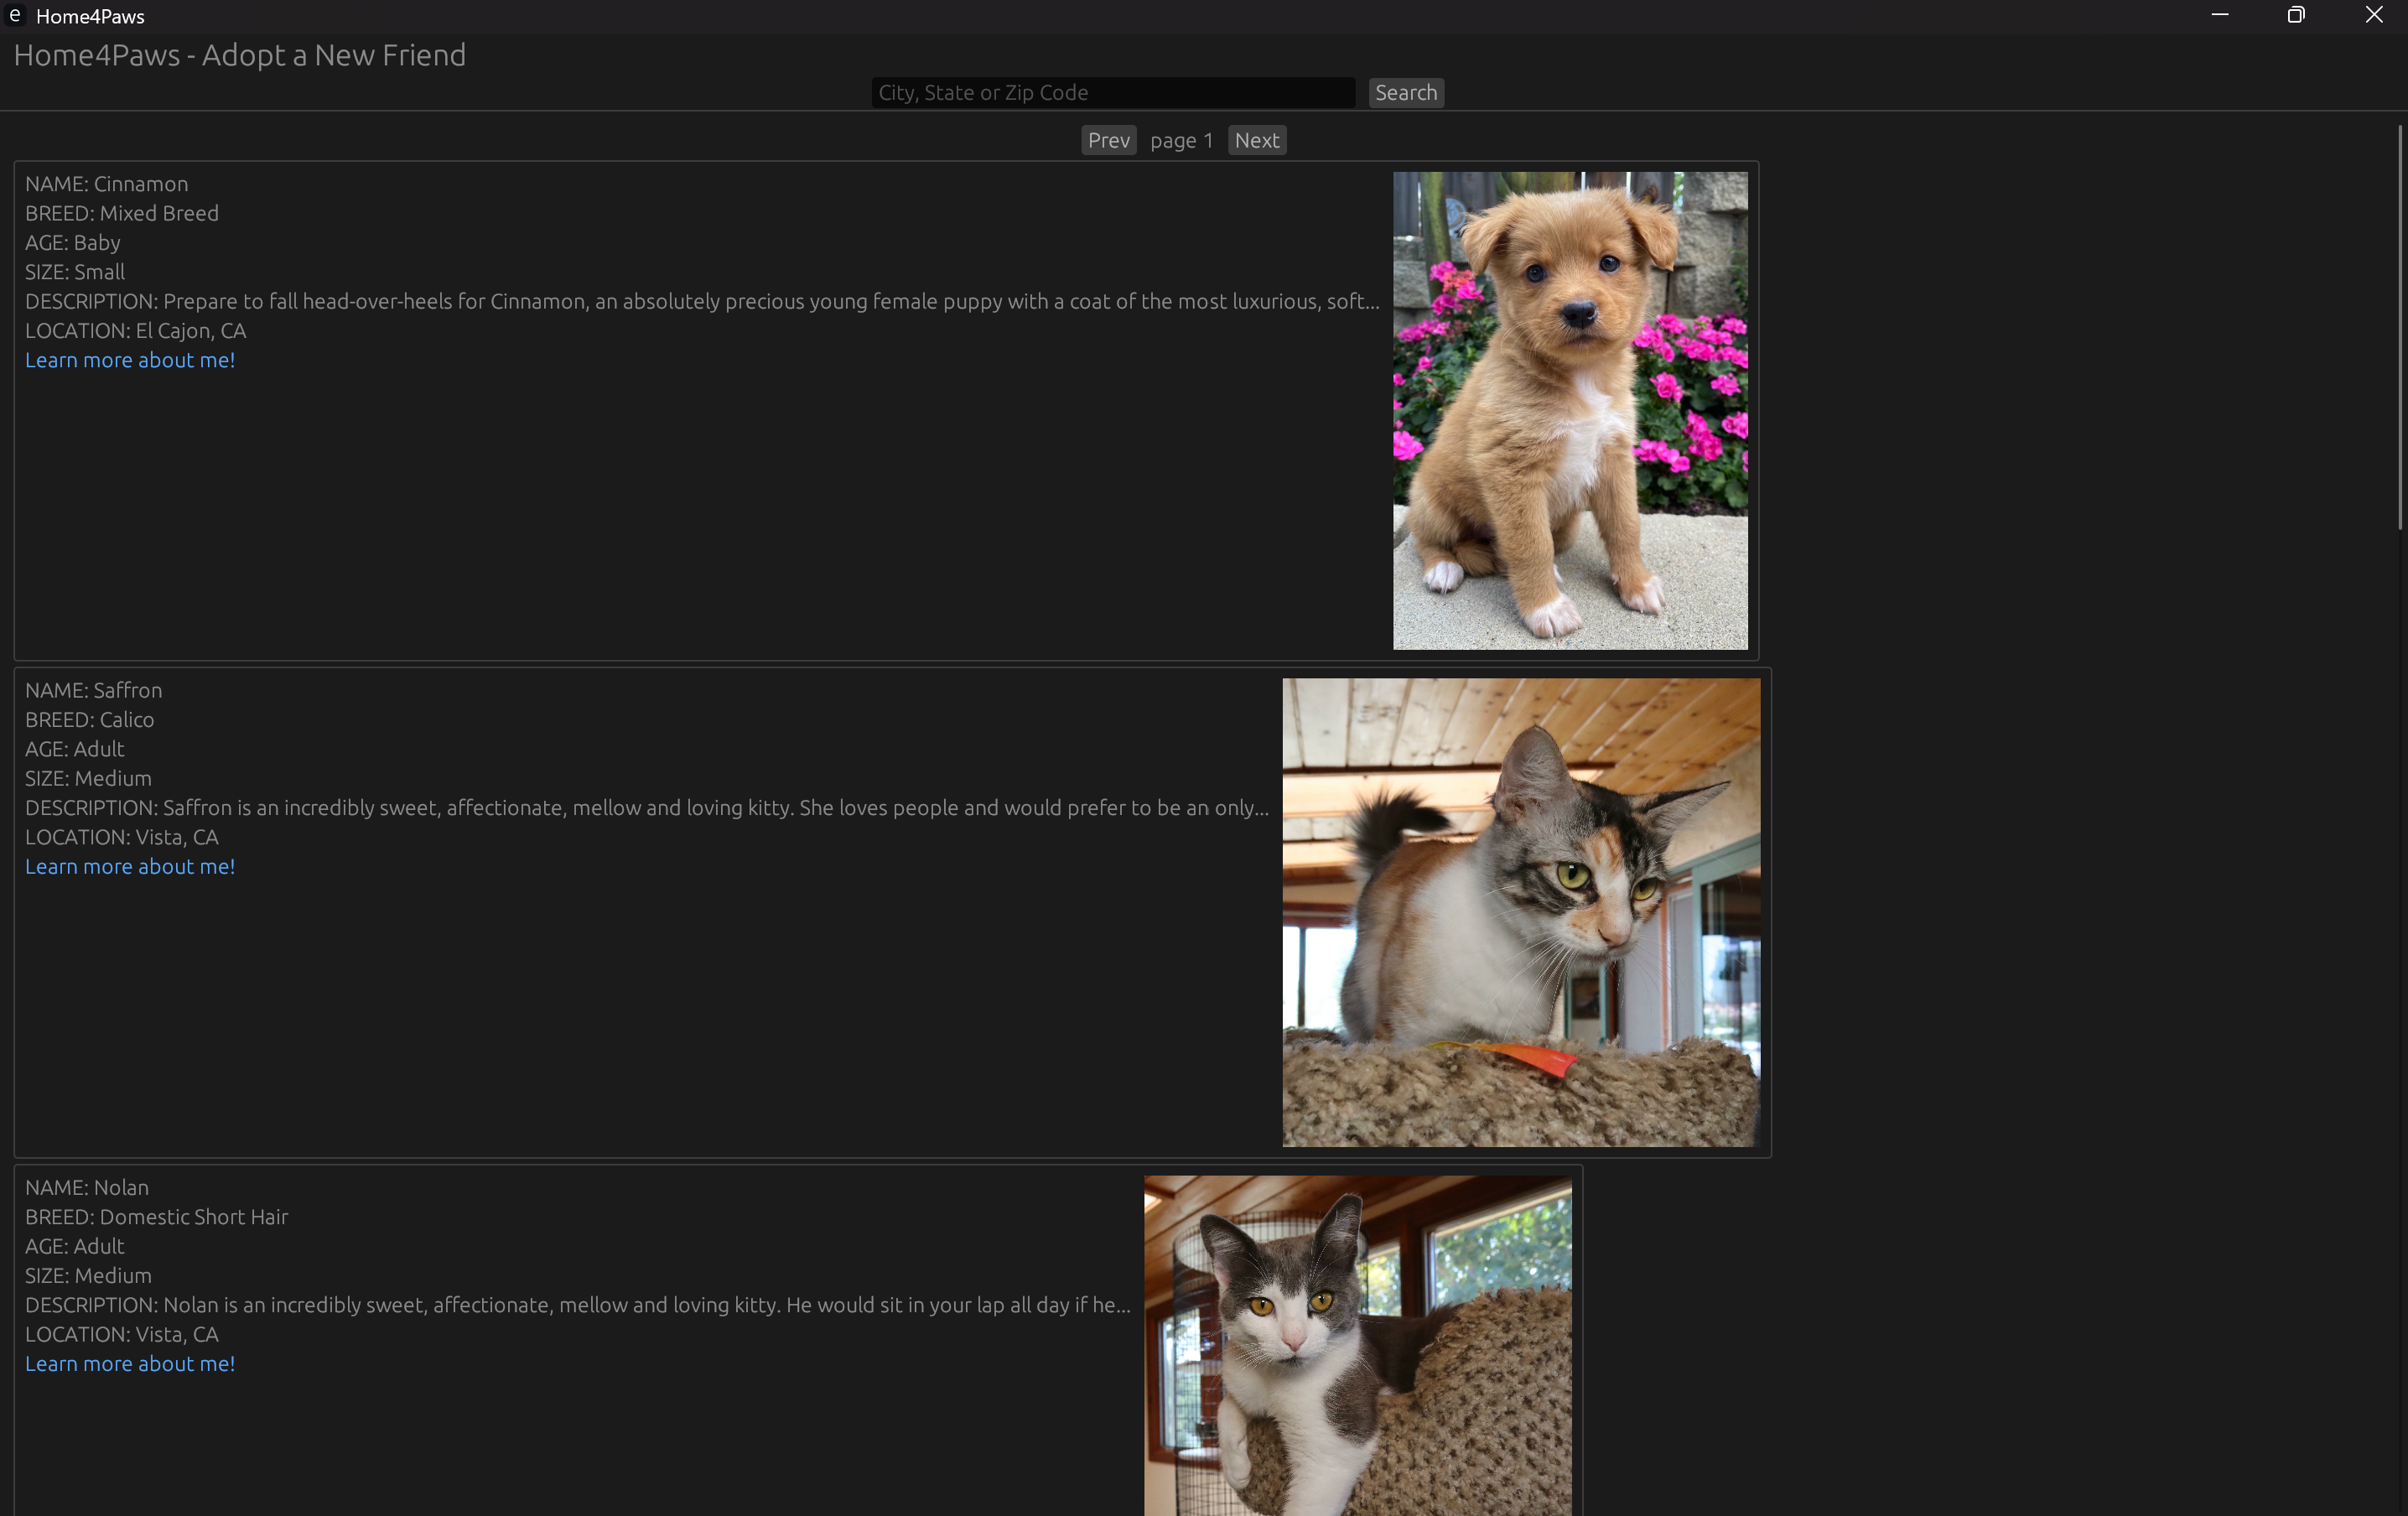 e Home4Paws
Home4Paws - Adopt a New Friend
City, State or Zip Code Search
Prev page 1 Next
NAME: Cinnamon
BREED: Mixed Breed
AGE: Baby
SIZE: Small
DESCRIPTION: Prepare to fall head-over-heels for Cinnamon, an absolutely precious young female puppy with a coat of the most luxurious, soft...
LOCATION: El Cajon, CA
Learn more about me!
NAME: Saffron
BREED: Calico
AGE: Adult
SIZE: Medium
DESCRIPTION: Saffron is an incredibly sweet, affectionate, mellow and loving kitty. She loves people and would prefer to be an only...
LOCATION: Vista, CA
Learn more about me!
NAME: Nolan
BREED: Domestic Short Hair
AGE: Adult
SIZE: Medium
DESCRIPTION: Nolan is an incredibly sweet, affectionate, mellow and loving kitty. He would sit in your lap all day if he...
LOCATION: Vista, CA
Learn more about me!